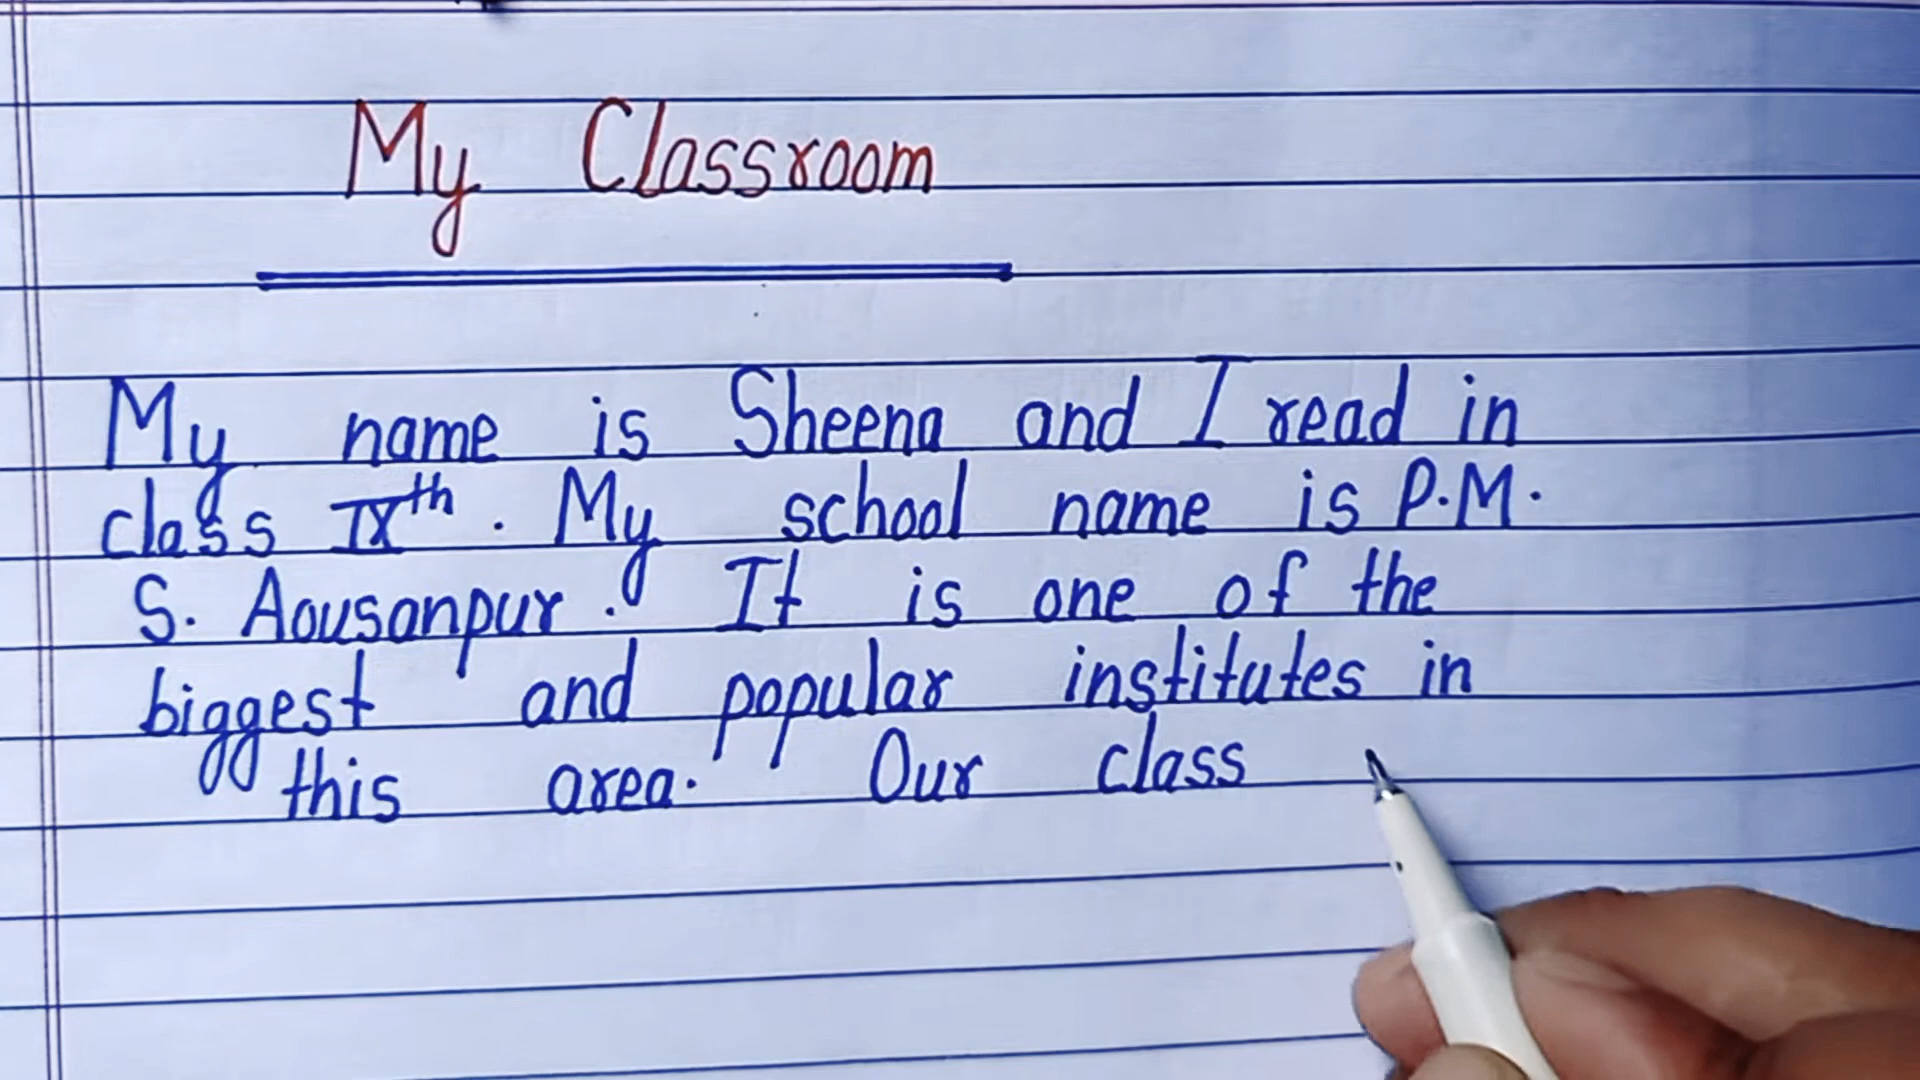 My Classroom
My name is Sheena and I read in
class IXth. My school name is P.M.
S. Aousanpur. It is one of the
biggest and popular institutes in
this area. Our class